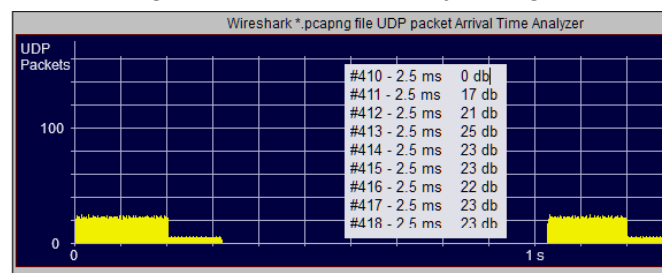 Wireshark *.pcapng file UDP packet Arrival Time Analyzer
UDP
Packets
#410 - 2.5 ms 0 db
#411 - 2.5 ms 17 db
#412 - 2.5 ms 21 db
#413 - 2.5 ms 25 db
#414 - 2.5 ms 23 db
#415 - 2.5 ms 23 db
#416 - 2.5 ms 22 db
#417 - 2.5 ms 23 db
#418 - 2.5 ms 23 db
100
0
0 1 s